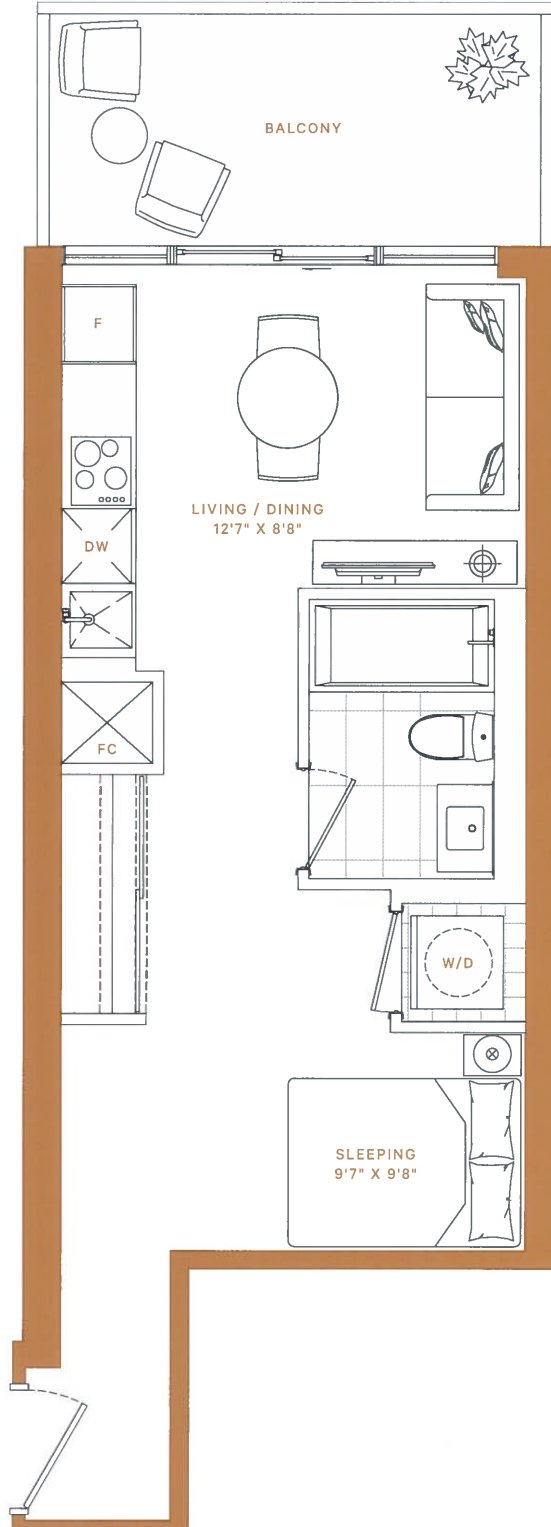 BALCONY
F
LIVING / DINING
12'7" X 8'8"
DW
FC
W/D
SLEEPING
9'7" X 9'8"